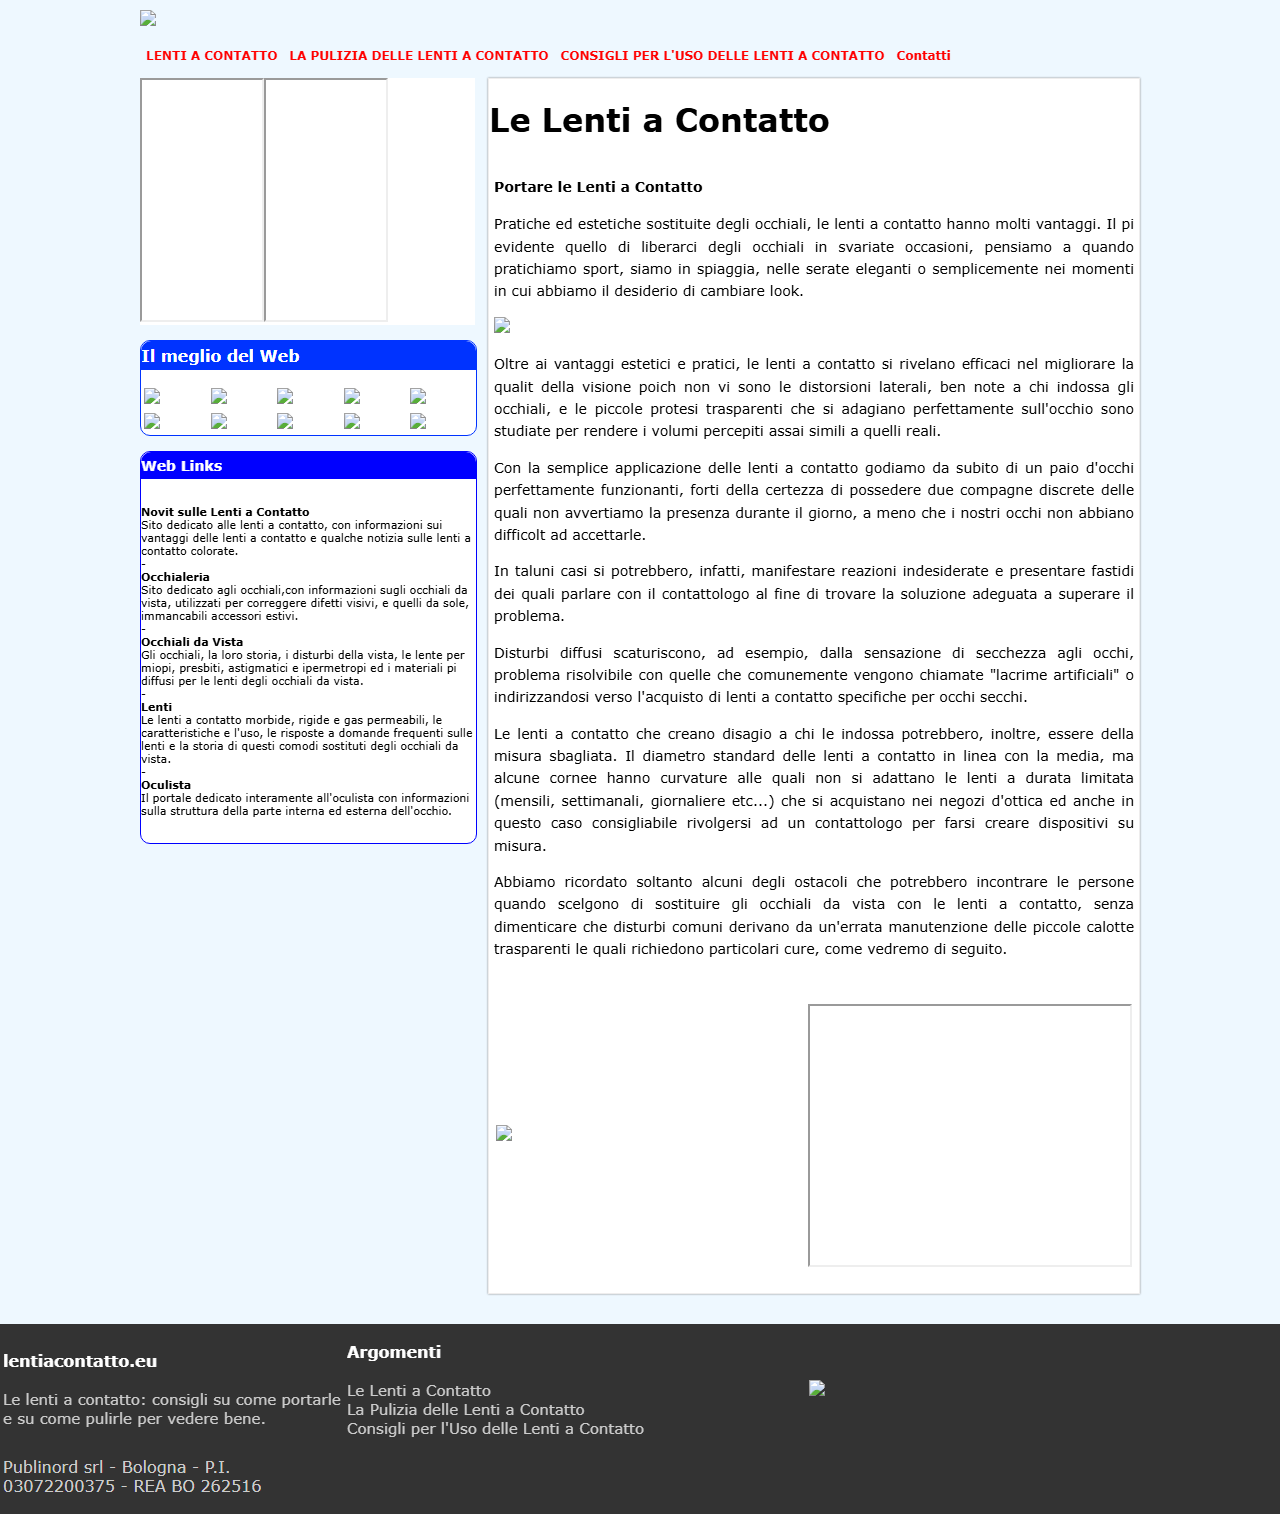 LENTI A CONTATTO LA PULIZIA DELLE LENTI A CONTATTO CONSIGLI PER L'USO DELLE LENTI A CONTATTO Contatti
Il meglio del Web
Web Links
Novit sulle Lenti a Contatto
Sito dedicato alle lenti a contatto, con informazioni sui
vantaggi delle lenti a contatto e qualche notizia sulle lenti a
contatto colorate.
-
Occhialeria
Sito dedicato agli occhiali,con informazioni sugli occhiali da
vista, utilizzati per correggere difetti visivi, e quelli da sole,
immancabili accessori estivi.
-
Occhiali da Vista
Gli occhiali, la loro storia, i disturbi della vista, le lente per
miopi, presbiti, astigmatici e ipermetropi ed i materiali pi
diffusi per le lenti degli occhiali da vista.
-
Lenti
Le lenti a contatto morbide, rigide e gas permeabili, le
caratteristiche e l'uso, le risposte a domande frequenti sulle
lenti e la storia di questi comodi sostituti degli occhiali da
vista.
-
Oculista
Il portale dedicato interamente all'oculista con informazioni
sulla struttura della parte interna ed esterna dell'occhio.
Le Lenti a Contatto
Portare le Lenti a Contatto
Pratiche ed estetiche sostituite degli occhiali, le lenti a contatto hanno molti vantaggi. Il pi
evidente quello di liberarci degli occhiali in svariate occasioni, pensiamo a quando
pratichiamo sport, siamo in spiaggia, nelle serate eleganti o semplicemente nei momenti
in cui abbiamo il desiderio di cambiare look.
Oltre ai vantaggi estetici e pratici, le lenti a contatto si rivelano efficaci nel migliorare la
qualit della visione poich non vi sono le distorsioni laterali, ben note a chi indossa gli
occhiali, e le piccole protesi trasparenti che si adagiano perfettamente sull'occhio sono
studiate per rendere i volumi percepiti assai simili a quelli reali.
Con la semplice applicazione delle lenti a contatto godiamo da subito di un paio d'occhi
perfettamente funzionanti, forti della certezza di possedere due compagne discrete delle
quali non avvertiamo la presenza durante il giorno, a meno che i nostri occhi non abbiano
difficolt ad accettarle.
In taluni casi si potrebbero, infatti, manifestare reazioni indesiderate e presentare fastidi
dei quali parlare con il contattologo al fine di trovare la soluzione adeguata a superare il
problema.
Disturbi diffusi scaturiscono, ad esempio, dalla sensazione di secchezza agli occhi,
problema risolvibile con quelle che comunemente vengono chiamate "lacrime artificiali" o
indirizzandosi verso l'acquisto di lenti a contatto specifiche per occhi secchi.
Le lenti a contatto che creano disagio a chi le indossa potrebbero, inoltre, essere della
misura sbagliata. Il diametro standard delle lenti a contatto in linea con la media, ma
alcune cornee hanno curvature alle quali non si adattano le lenti a durata limitata
(mensili, settimanali, giornaliere etc...) che si acquistano nei negozi d'ottica ed anche in
questo caso consigliabile rivolgersi ad un contattologo per farsi creare dispositivi su
misura.
Abbiamo ricordato soltanto alcuni degli ostacoli che potrebbero incontrare le persone
quando scelgono di sostituire gli occhiali da vista con le lenti a contatto, senza
dimenticare che disturbi comuni derivano da un'errata manutenzione delle piccole calotte
trasparenti le quali richiedono particolari cure, come vedremo di seguito.
lentiacontatto.eu
Le lenti a contatto: consigli su come portarle
e su come pulirle per vedere bene.
Publinord srl - Bologna - P.I.
03072200375 - REA BO 262516
Argomenti
Le Lenti a Contatto
La Pulizia delle Lenti a Contatto
Consigli per l'Uso delle Lenti a Contatto